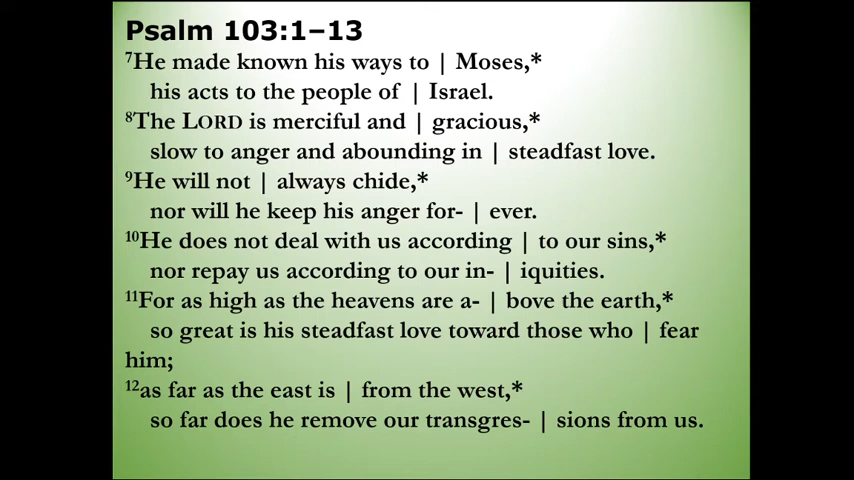 Psalm 103:1–13
⁷He made known his ways to | Moses,*
his acts to the people of | Israel.
⁸The LORD is merciful and | gracious,*
slow to anger and abounding in | steadfast love.
⁹He will not | always chide,*
nor will he keep his anger for- | ever.
¹⁰He does not deal with us according | to our sins,*
nor repay us according to our in- | iquities.
¹¹For as high as the heavens are a- | bove the earth,*
so great is his steadfast love toward those who | fear
him;
¹²as far as the east is | from the west,*
so far does he remove our transgres- | sions from us.